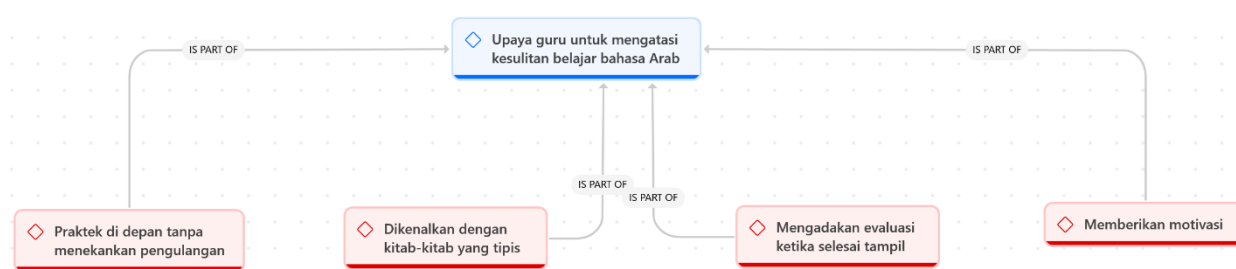 Upaya guru untuk mengatasi
kesulitan belajar bahasa Arab
IS PART OF
IS PART OF
IS PART OF
IS PART OF
Praktek di depan tanpa
menekankan pengulangan
Dikenalkan dengan
kitab-kitab yang tipis
Mengadakan evaluasi
ketika selesai tampil
Memberikan motivasi